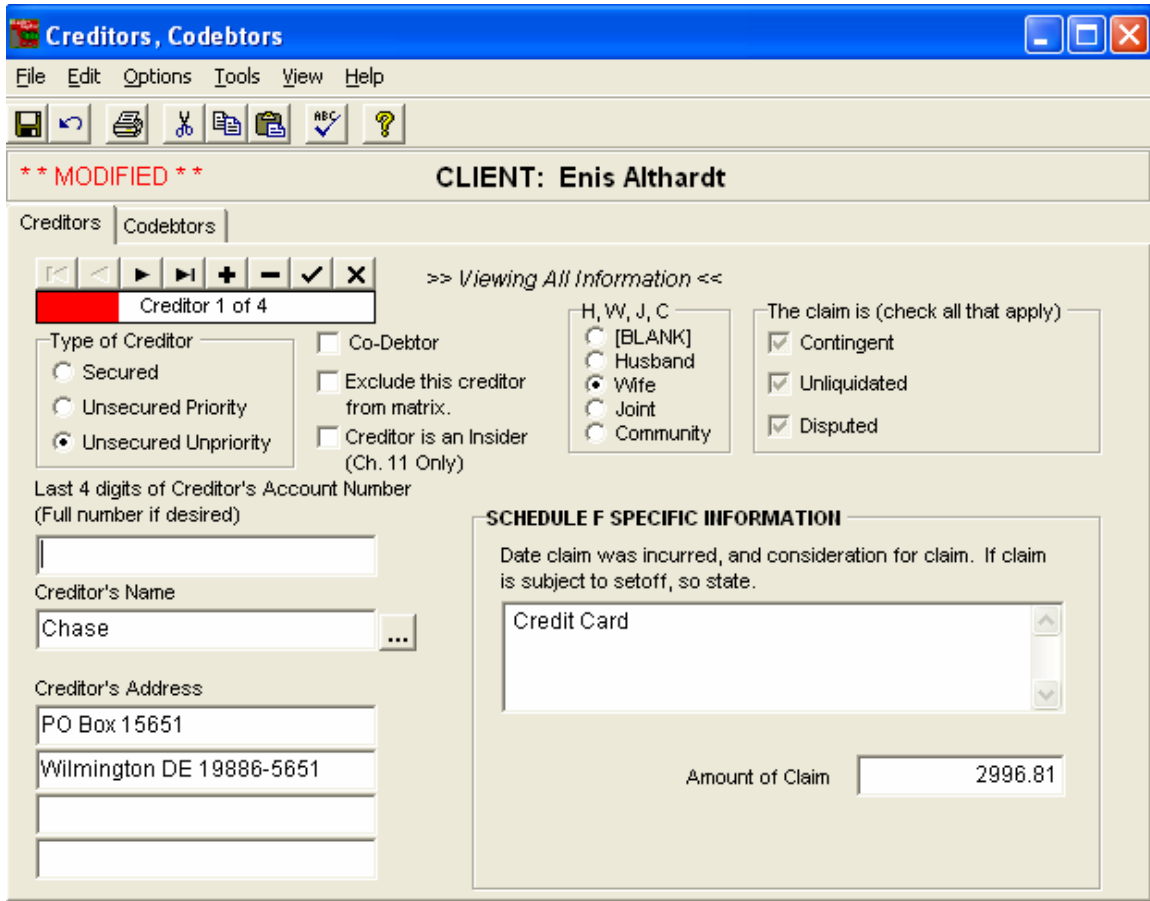 Creditors, Codebtors
File Edit Options Tools View Help
ABC
?
* * MODIFIED * * CLIENT: Enis Althardt
Creditors Codebtors
>> Viewing All Information <<
Creditor 1 of 4
Type of Creditor
Secured
Unsecured Priority
Unsecured Unpriority
Co-Debtor
Exclude this creditor
from matrix.
Creditor is an Insider
(Ch. 11 Only)
H, W, J, C
[BLANK]
Husband
Wife
Joint
Community
The claim is (check all that apply)
Contingent
Unliquidated
Disputed
Last 4 digits of Creditor's Account Number
(Full number if desired)
Creditor's Name
Chase
...
Creditor's Address
PO Box 15651
Wilmington DE 19886-5651
SCHEDULE F SPECIFIC INFORMATION
Date claim was incurred, and consideration for claim. If claim
is subject to setoff, so state.
Credit Card
Amount of Claim 2996.81